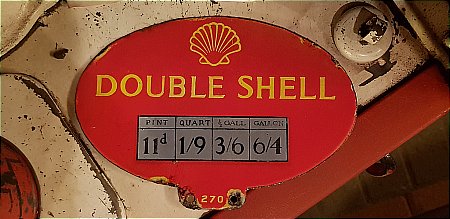 DOUBLE SHELL
PINT QUART ½ GALL GALLON
11d 1/9 3/6 6/4
270